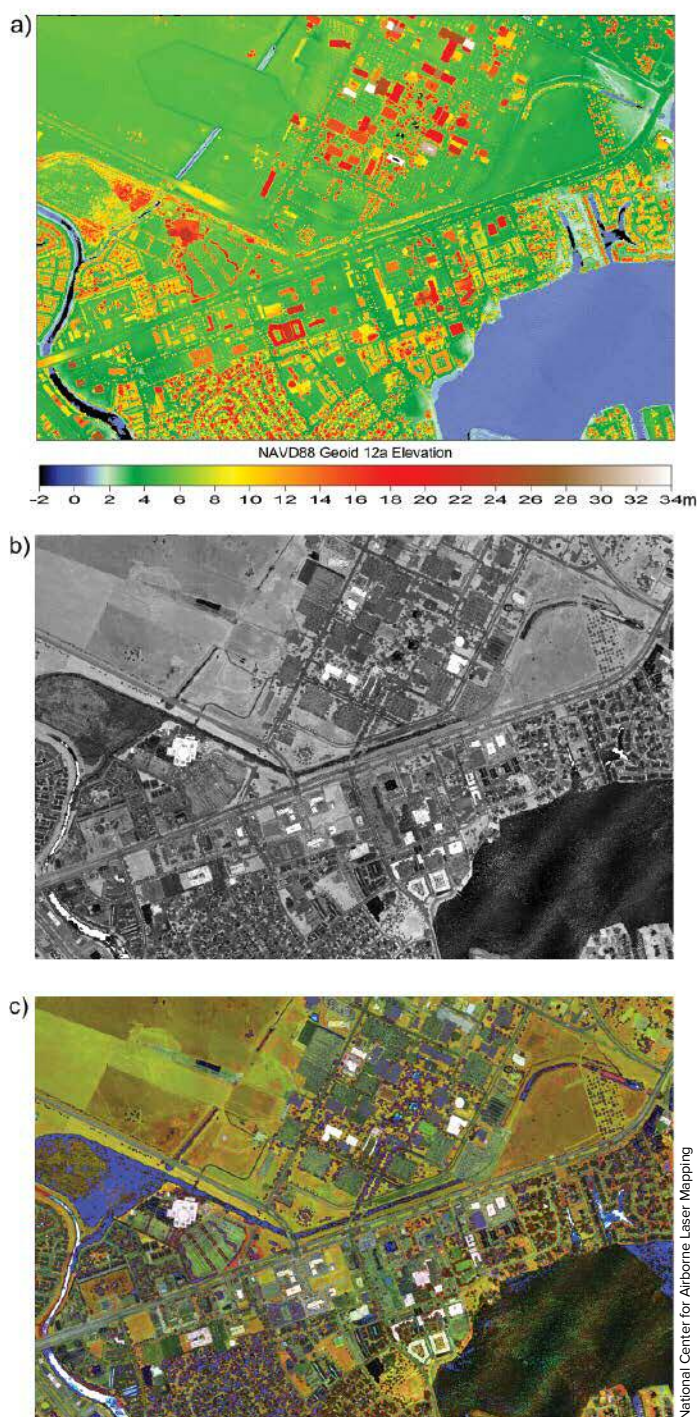 a)
NAVD88 Geoid 12a Elevation
-2 0 2 4 6 8 10 12 14 16 18 20 22 24 26 28 30 32 34m
b)
c)
National Center for Airborne Laser Mapping